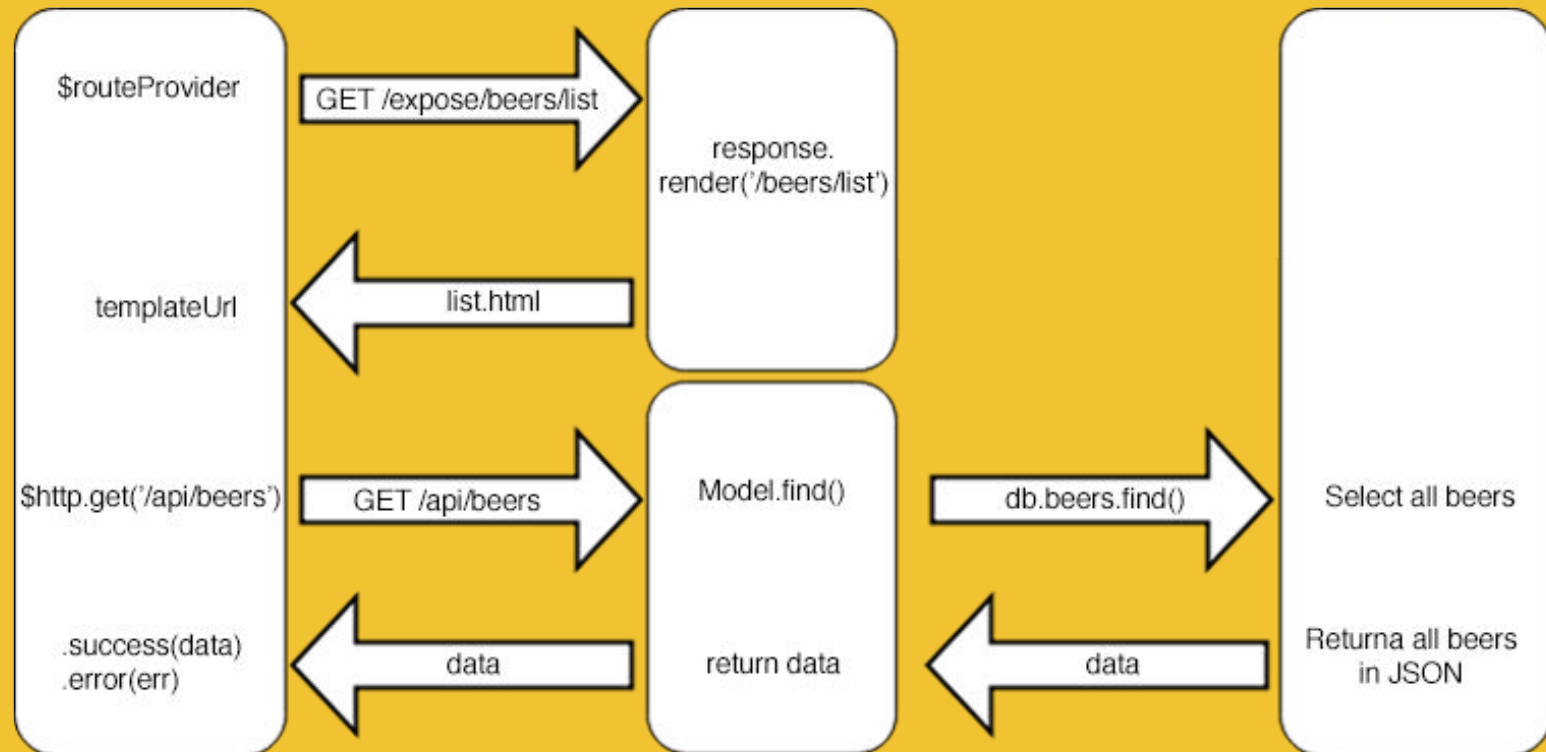 $routeProvider
GET /expose/beers/list
response.
render('/beers/list')
templateUrl
list.html
$http.get('/api/beers')
GET /api/beers
Model.find()
db.beers.find()
Select all beers
.success(data)
.error(err)
data
return data
data
Returna all beers
in JSON